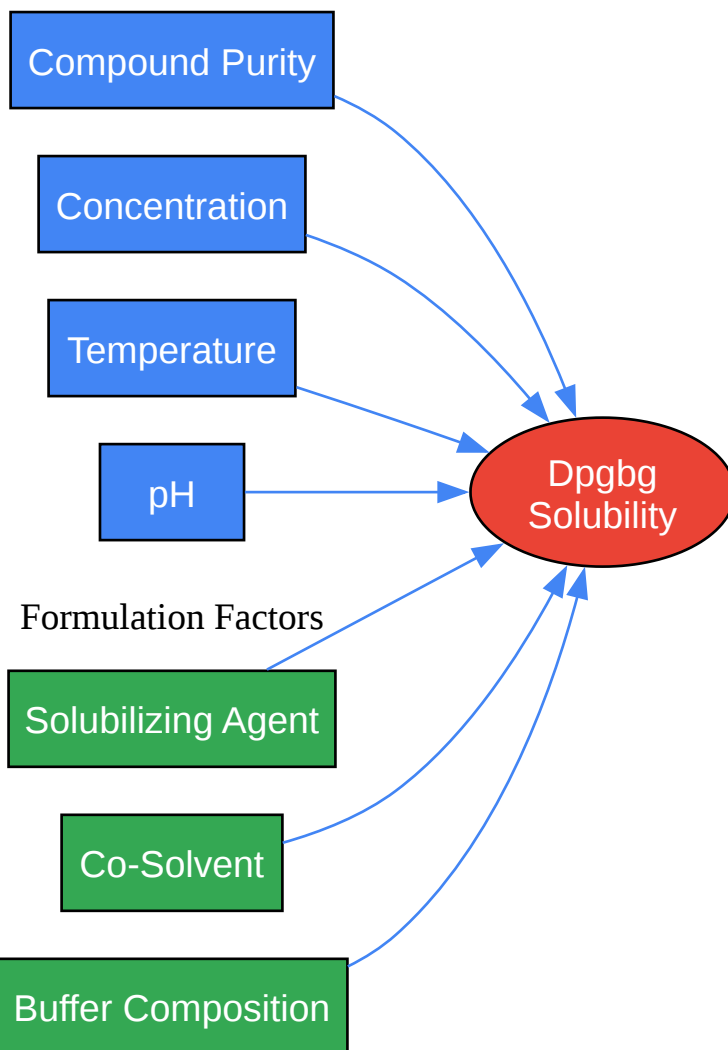 Compound Purity
Concentration
Temperature
pH
Dpgbg
Solubility
Formulation Factors
Solubilizing Agent
Co-Solvent
Buffer Composition